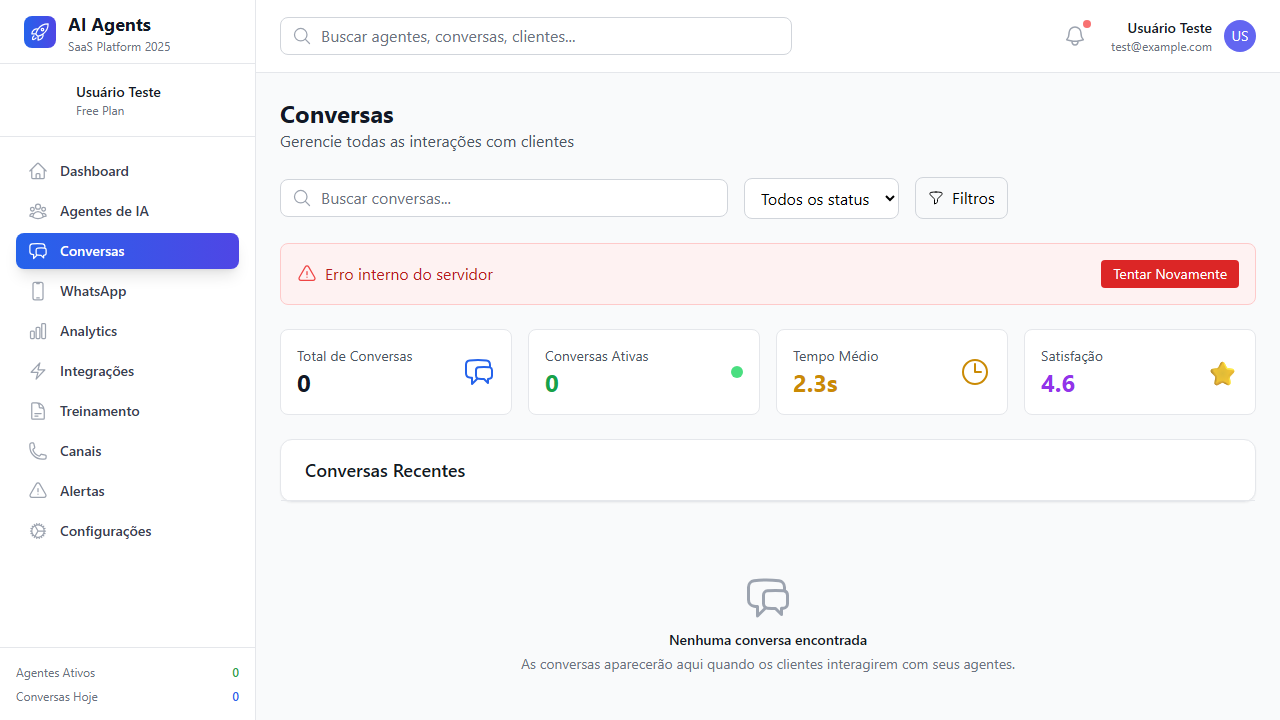 AI Agents
SaaS Platform 2025
Usuário Teste
Free Plan
Dashboard
Agentes de IA
Conversas
WhatsApp
Analytics
Integrações
Treinamento
Canais
Alertas
Configurações
Agentes Ativos 0
Conversas Hoje 0
Buscar agentes, conversas, clientes...
Usuário Teste
test@example.com
US
Conversas
Gerencie todas as interações com clientes
Buscar conversas...
Todos os status
Filtros
Erro interno do servidor
Tentar Novamente
Total de Conversas
0
Conversas Ativas
0
Tempo Médio
2.3s
Satisfação
4.6
Conversas Recentes
Nenhuma conversa encontrada
As conversas aparecerão aqui quando os clientes interagirem com seus agentes.